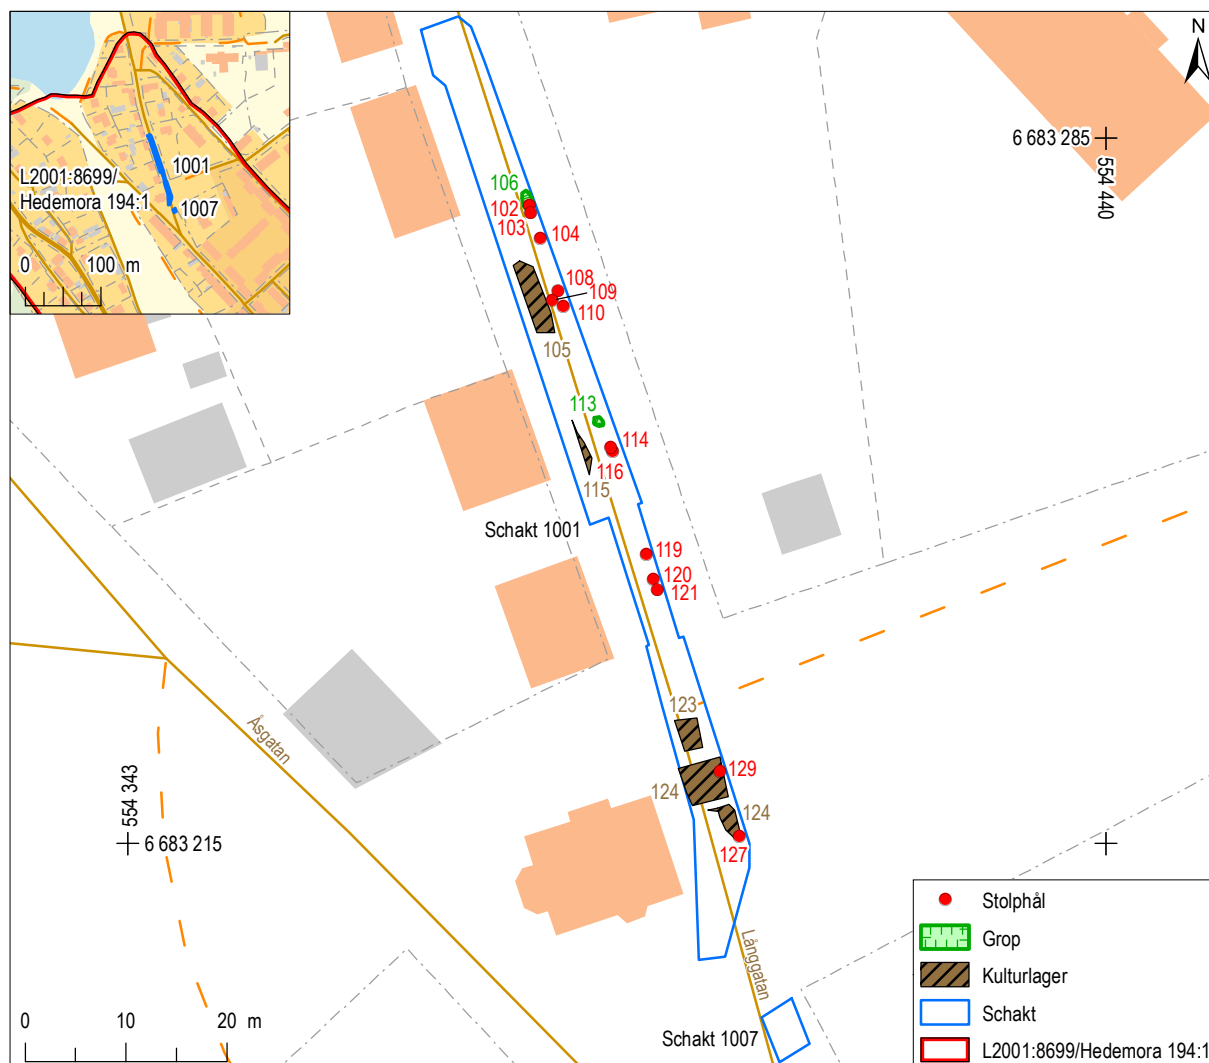 1001
L2001:8699/
Hedemora 194:1
1007
0 100 m
N
6 683 285
554 440
106
102
103
104
108
109
110
105
113
114
116
115
Schakt 1001
119
120
121
123
129
124
124
127
Åsgatan
554 343
6 683 215
Långgatan
Schakt 1007
0 10 20 m
Stolphål
Grop
Kulturlager
Schakt
L2001:8699/Hedemora 194:1